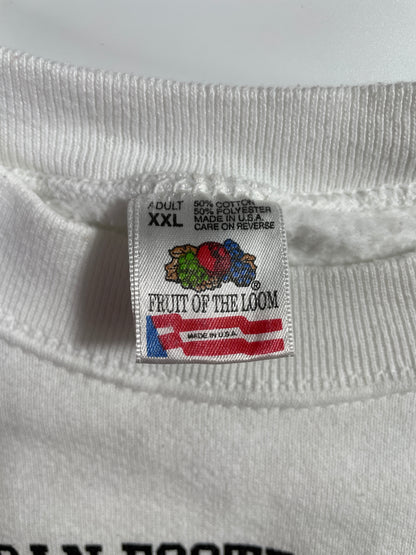 ADULT
XXL
50% COTTON
50% POLYESTER
MADE IN U.S.A.
CARE ON REVERSE
FRUIT OF THE LOOM®
MADE IN U.S.A.